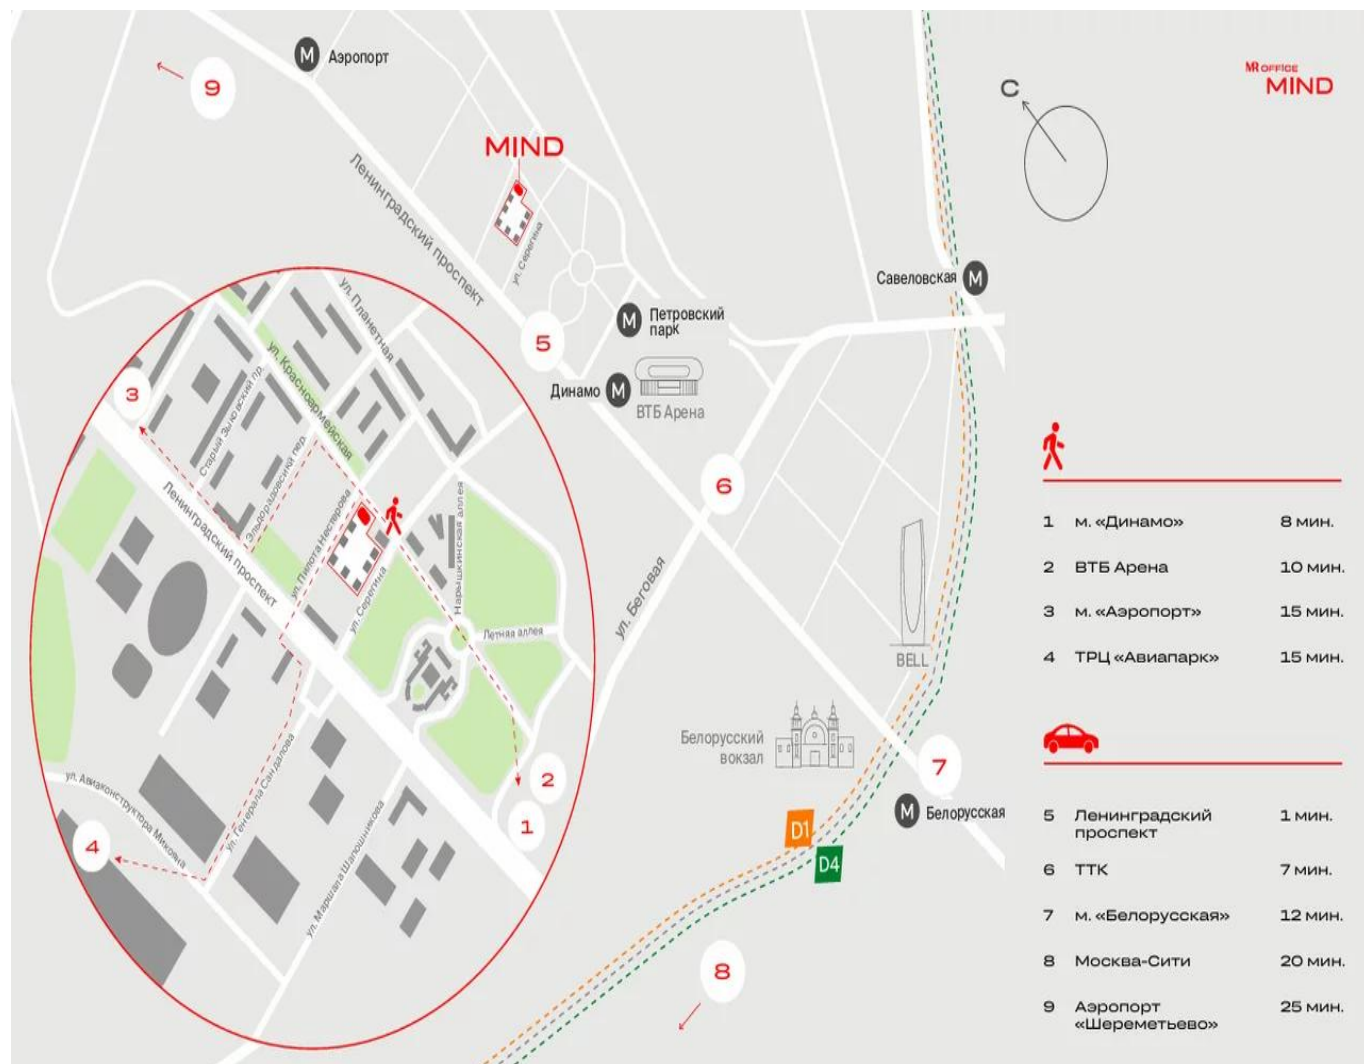 MR OFFICE
MIND
С
М Аэропорт
9
MIND
Ленинградский проспект
ул. Серегина
Савеловская М
М Петровский
парк
5
Динамо М
ВТБ Арена
6
ул. Беговая
BELL
Белорусский
вокзал
7
М Белорусская
D1
D4
8
ул. Планетная
ул. Красноармейская
3
Старый Зыковский пр.
Эльдорадовский пер.
Ленинградский проспект
ул. Пилота Нестерова
ул. Серегина
Нарышкинская аллея
Летняя аллея
2
1
ул. Авиаконструктора Микояна
ул. Генерала Сандалова
ул. Маршала Шапошникова
4
1 м. «Динамо» 8 мин.
2 ВТБ Арена 10 мин.
3 м. «Аэропорт» 15 мин.
4 ТРЦ «Авиапарк» 15 мин.
5 Ленинградский
проспект 1 мин.
6 ТТК 7 мин.
7 м. «Белорусская» 12 мин.
8 Москва-Сити 20 мин.
9 Аэропорт
«Шереметьево» 25 мин.